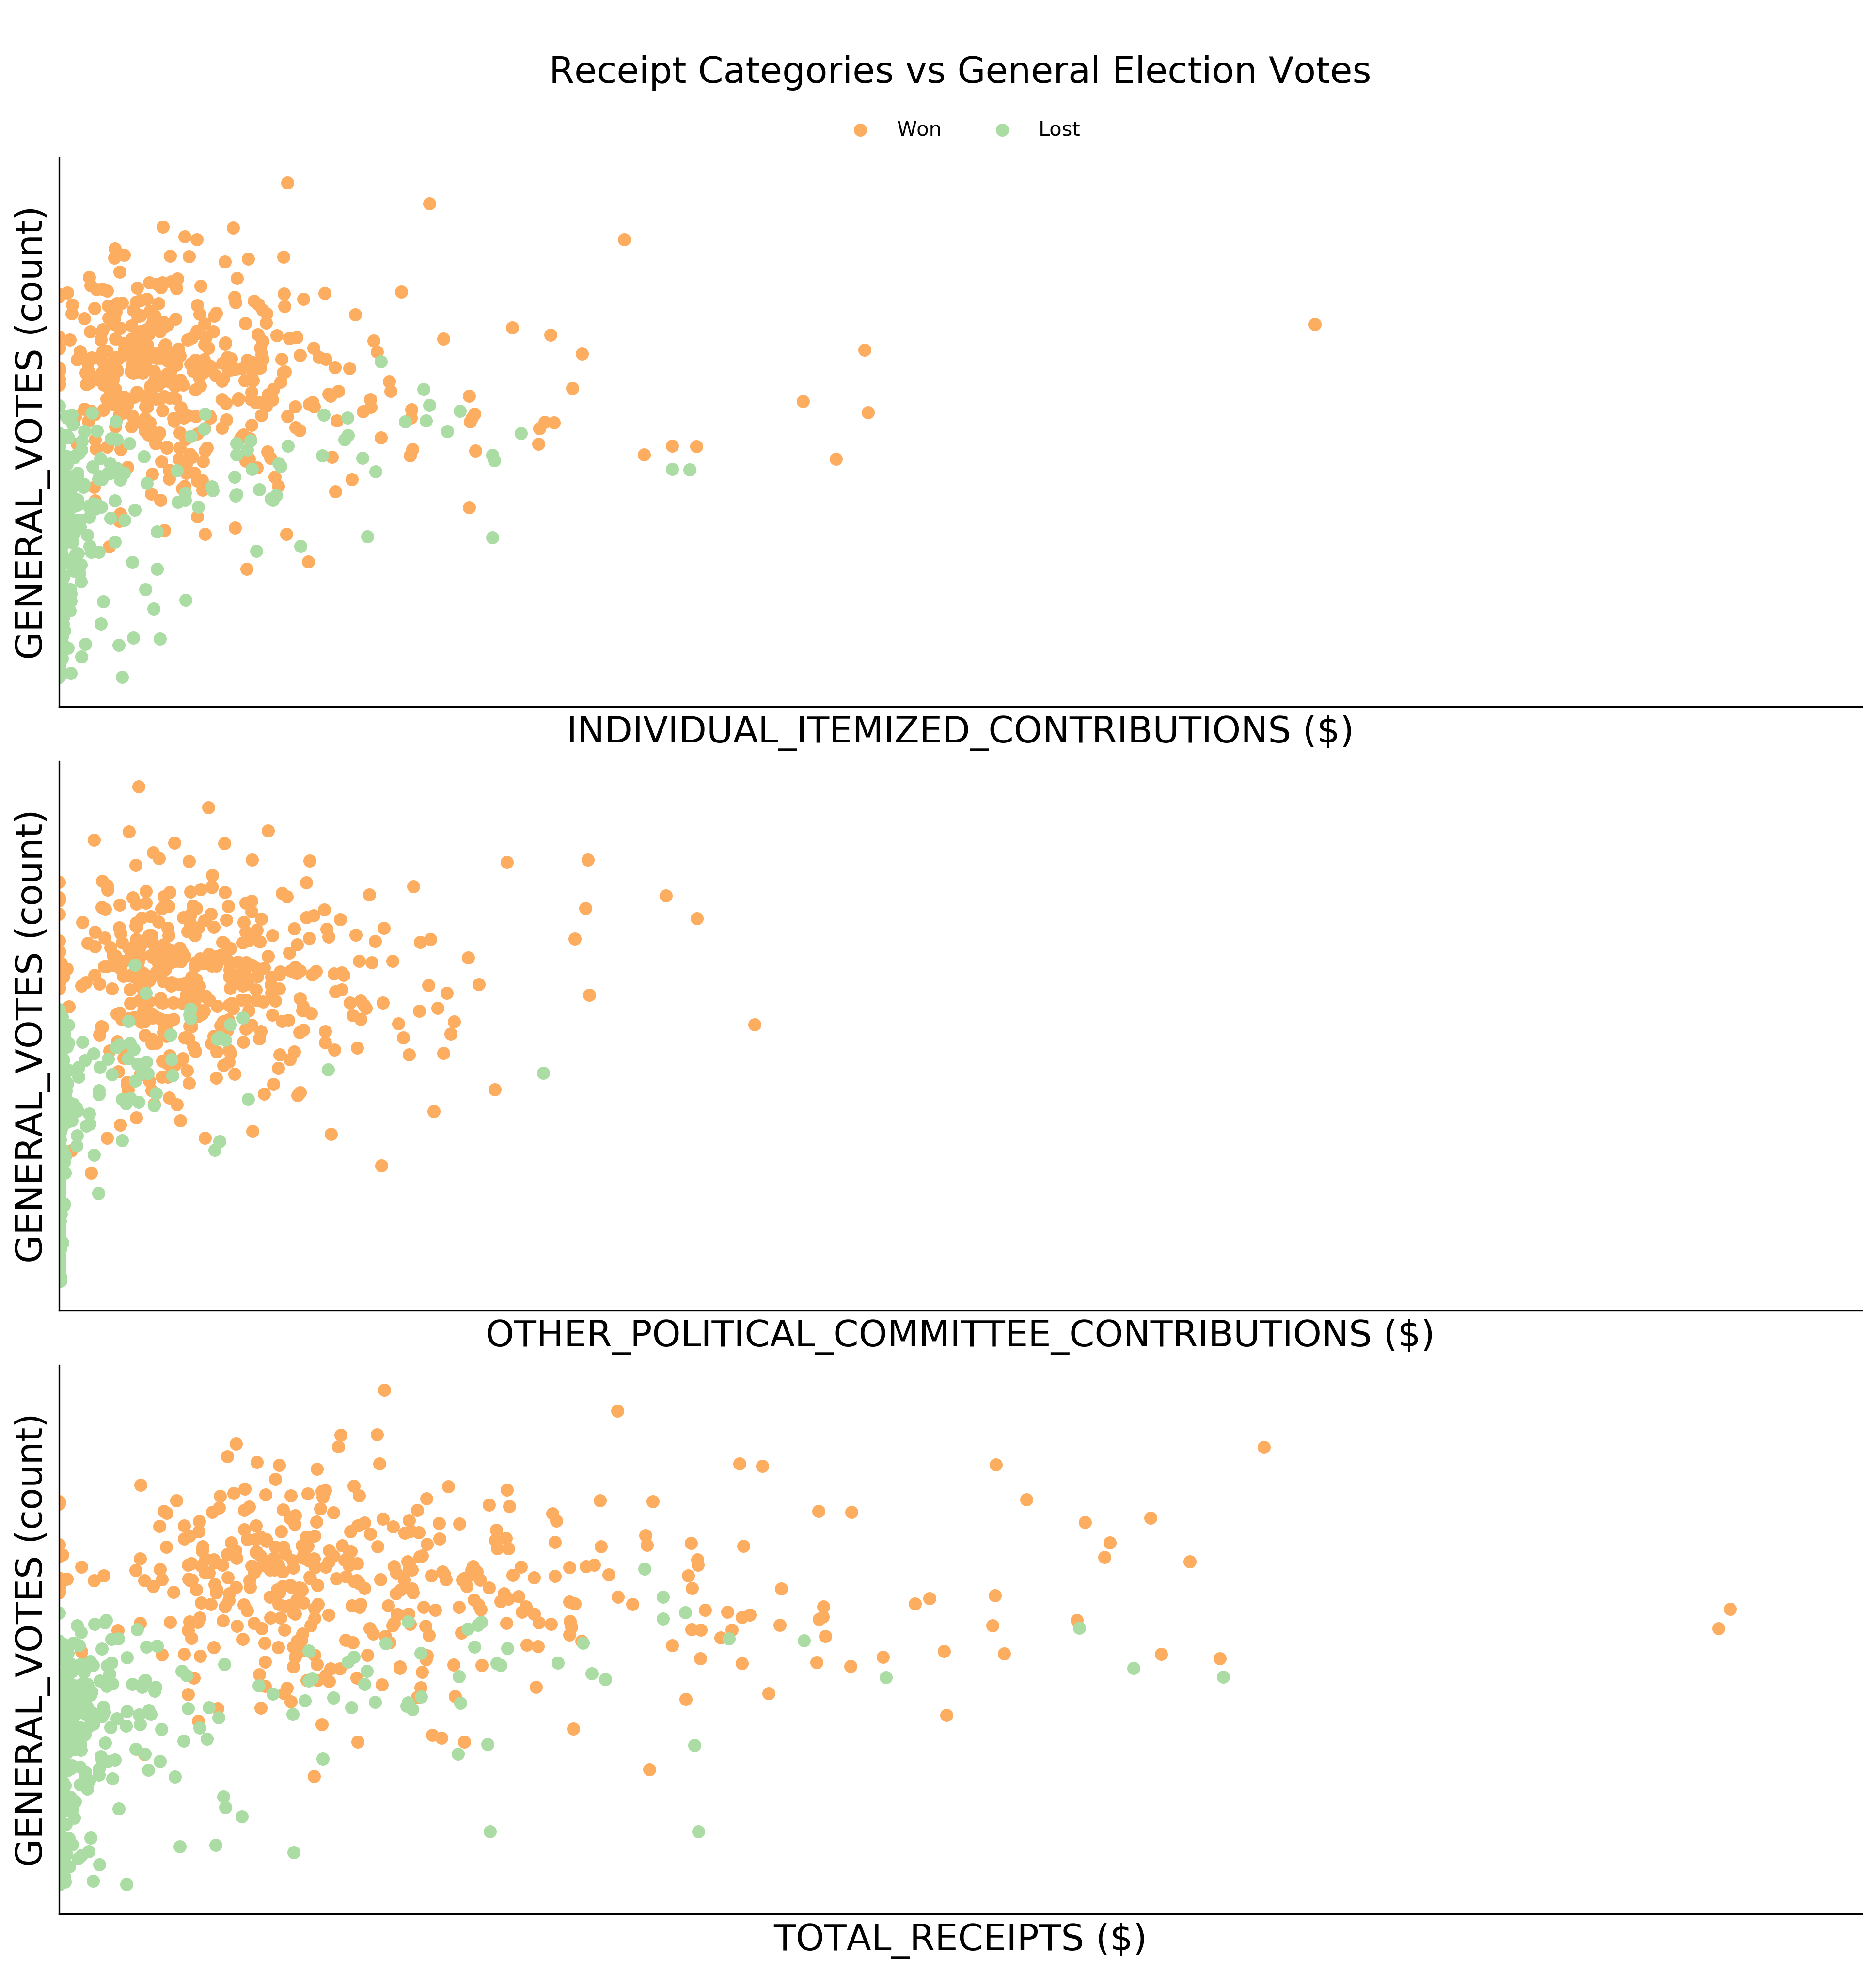 Receipt Categories vs General Election Votes
Won Lost
GENERAL_VOTES (count)
INDIVIDUAL_ITEMIZED_CONTRIBUTIONS ($)
GENERAL_VOTES (count)
OTHER_POLITICAL_COMMITTEE_CONTRIBUTIONS ($)
GENERAL_VOTES (count)
TOTAL_RECEIPTS ($)